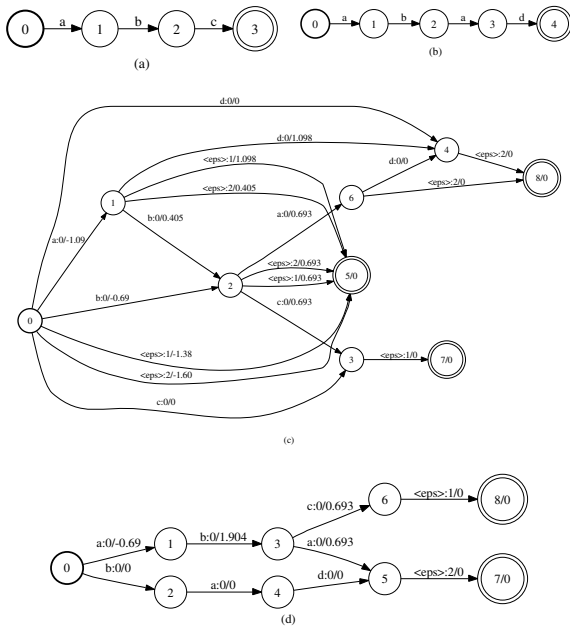 0 a 1 b 2 c 3
(a)
0 a 1 b 2 a 3 d 4
(b)
d:0/0
d:0/1.098
<eps>:1/1.098
<eps>:2/0.405
4
<eps>:2/0
8/0
d:0/0
6
<eps>:2/0
1
b:0/0.405
a:0/0.693
a:0/-1.09
2
<eps>:2/0.693
<eps>:1/0.693
5/0
b:0/-0.69
c:0/0.693
0
<eps>:1/-1.38
<eps>:2/-1.60
3
<eps>:1/0
7/0
c:0/0
(c)
c:0/0.693
6
<eps>:1/0
8/0
a:0/-0.69
1
b:0/1.904
3
a:0/0.693
0
b:0/0
2
a:0/0
4
d:0/0
5
<eps>:2/0
7/0
(d)